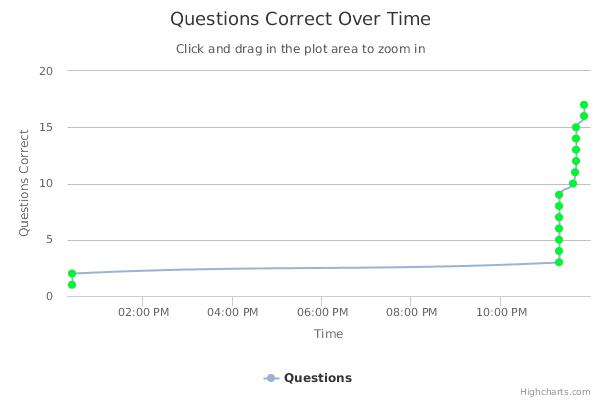 Questions Correct Over Time
Click and drag in the plot area to zoom in
Questions Correct
20
15
10
5
0
02:00 PM 04:00 PM 06:00 PM 08:00 PM 10:00 PM
Time
Questions
Highcharts.com